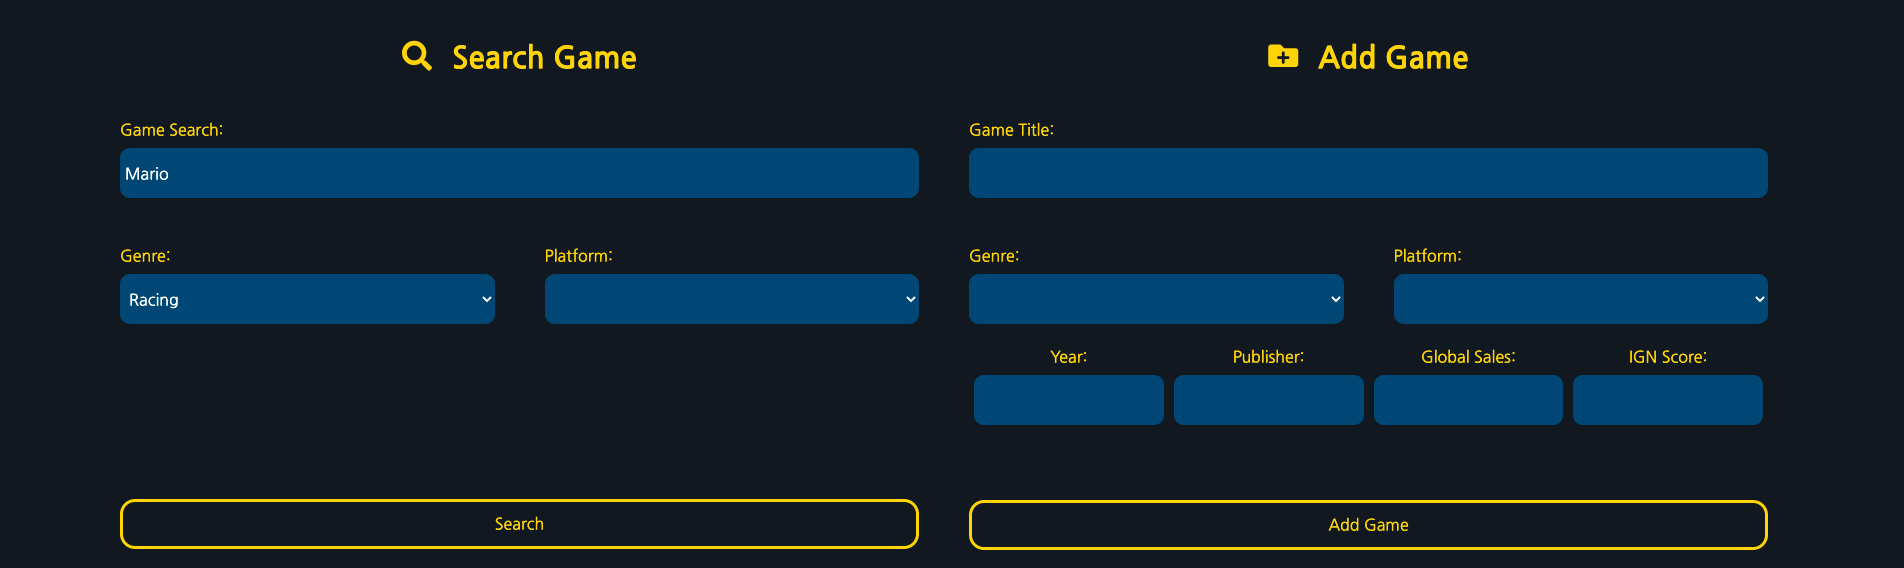 Search Game
Game Search:
Mario
Genre:
Platform:
Racing
Search
Add Game
Game Title:
Genre:
Platform:
Year:
Publisher:
Global Sales:
IGN Score:
Add Game